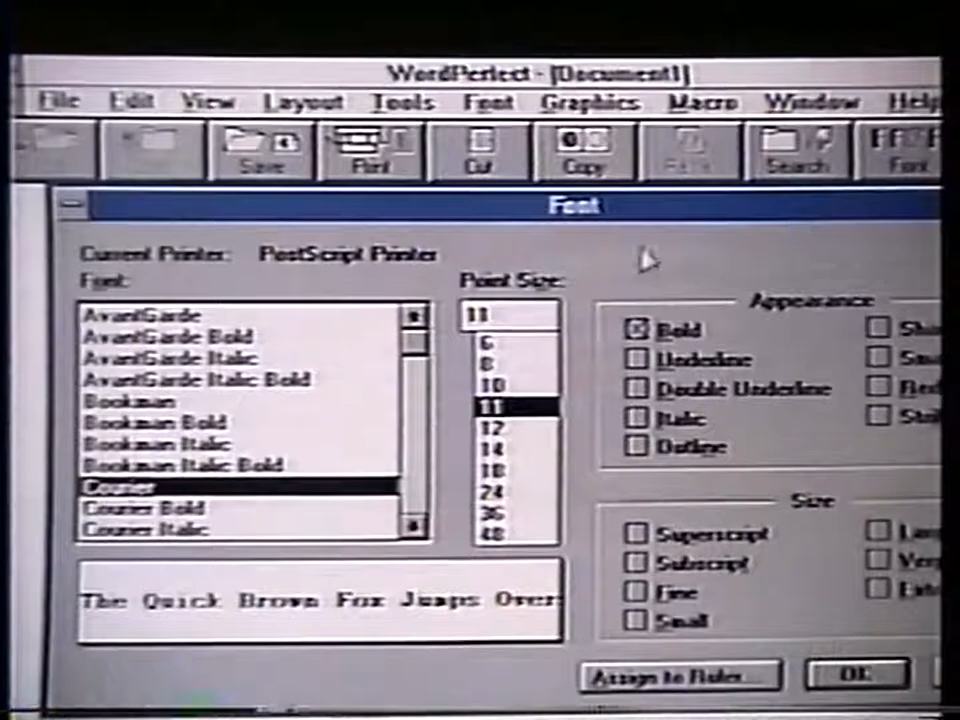 WordPerfect - [Document1]
File Edit View Layout Tools Font Graphics Macro Window Help
Save Print Cut Copy Search Font
Font
Current Printer: PostScript Printer
Font:
Point Size:
AvantGarde
AvantGarde Bold
AvantGarde Italic
AvantGarde Italic Bold
Bookman
Bookman Bold
Bookman Italic
Bookman Italic Bold
Courier
Courier Bold
Courier Italic
11
6
8
10
11
12
14
18
24
36
48
The Quick Brown Fox Jumps Over
Appearance
Bold
Underline
Double Underline
Italic
Outline
Size
Superscript
Subscript
Fine
Small
Assign to Ruler... OK